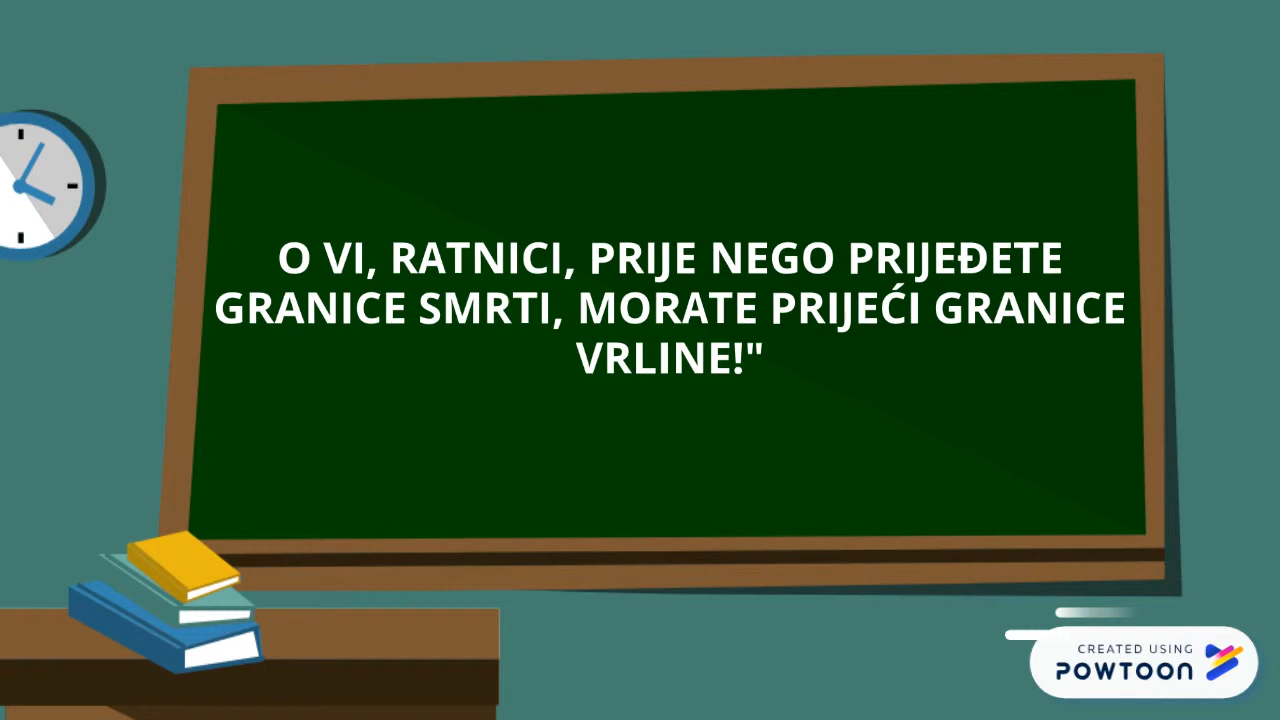 O VI, RATNICI, PRIJE NEGO PRIJEĐETE
GRANICE SMRTI, MORATE PRIJEĆI GRANICE
VRLINE!"
CREATED USING
POWTOON